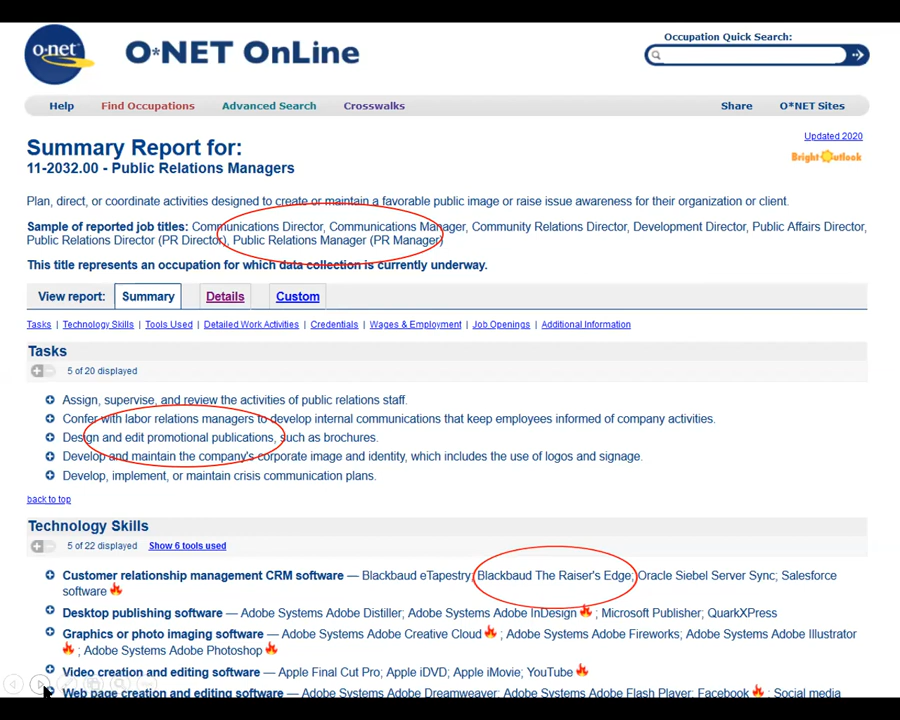 o·net
O*NET OnLine
Occupation Quick Search:
Help Find Occupations Advanced Search Crosswalks Share O*NET Sites
Summary Report for:
11-2032.00 - Public Relations Managers
Updated 2020
Bright Outlook
Plan, direct, or coordinate activities designed to create or maintain a favorable public image or raise issue awareness for their organization or client.
Sample of reported job titles: Communications Director, Communications Manager, Community Relations Director, Development Director, Public Affairs Director,
Public Relations Director (PR Director), Public Relations Manager (PR Manager)
This title represents an occupation for which data collection is currently underway.
View report: Summary Details Custom
Tasks | Technology Skills | Tools Used | Detailed Work Activities | Credentials | Wages & Employment | Job Openings | Additional Information
Tasks
5 of 20 displayed
Assign, supervise, and review the activities of public relations staff.
Confer with labor relations managers to develop internal communications that keep employees informed of company activities.
Design and edit promotional publications, such as brochures.
Develop and maintain the company's corporate image and identity, which includes the use of logos and signage.
Develop, implement, or maintain crisis communication plans.
back to top
Technology Skills
5 of 22 displayed Show 6 tools used
Customer relationship management CRM software — Blackbaud eTapestry; Blackbaud The Raiser's Edge; Oracle Siebel Server Sync; Salesforce
software
Desktop publishing software — Adobe Systems Adobe Distiller; Adobe Systems Adobe InDesign ; Microsoft Publisher; QuarkXPress
Graphics or photo imaging software — Adobe Systems Adobe Creative Cloud ; Adobe Systems Adobe Fireworks; Adobe Systems Adobe Illustrator
; Adobe Systems Adobe Photoshop
Video creation and editing software — Apple Final Cut Pro; Apple iDVD; Apple iMovie; YouTube
Web page creation and editing software — Adobe Systems Adobe Dreamweaver; Adobe Systems Adobe Flash Player; Facebook ; Social media